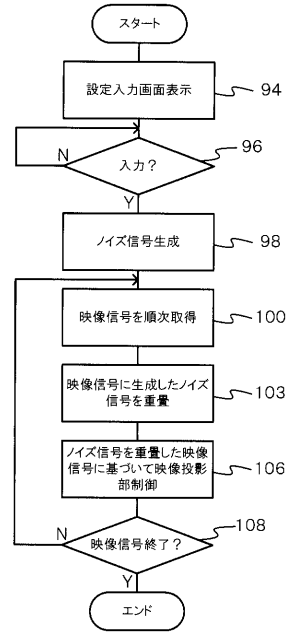 スタート
設定入力画面表示
94
入力？
96
N
Y
ノイズ信号生成
98
映像信号を順次取得
100
映像信号に生成したノイズ
信号を重畳
103
ノイズ信号を重畳した映像
信号に基づいて映像投影
部制御
106
映像信号終了？
108
N
Y
エンド